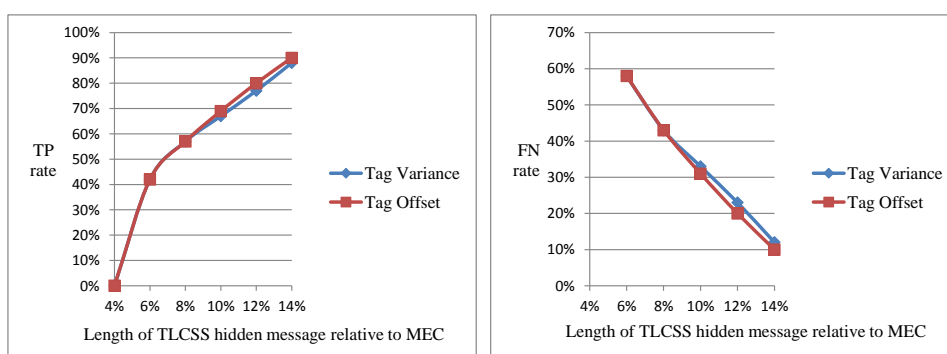 100%
90%
80%
70%
60%
50%
40%
30%
20%
10%
0%
TP
rate
4% 6% 8% 10% 12% 14%
Length of TLCSS hidden message relative to MEC
Tag Variance
Tag Offset
70%
60%
50%
40%
30%
20%
10%
0%
FN
rate
4% 6% 8% 10% 12% 14%
Length of TLCSS hidden message relative to MEC
Tag Variance
Tag Offset